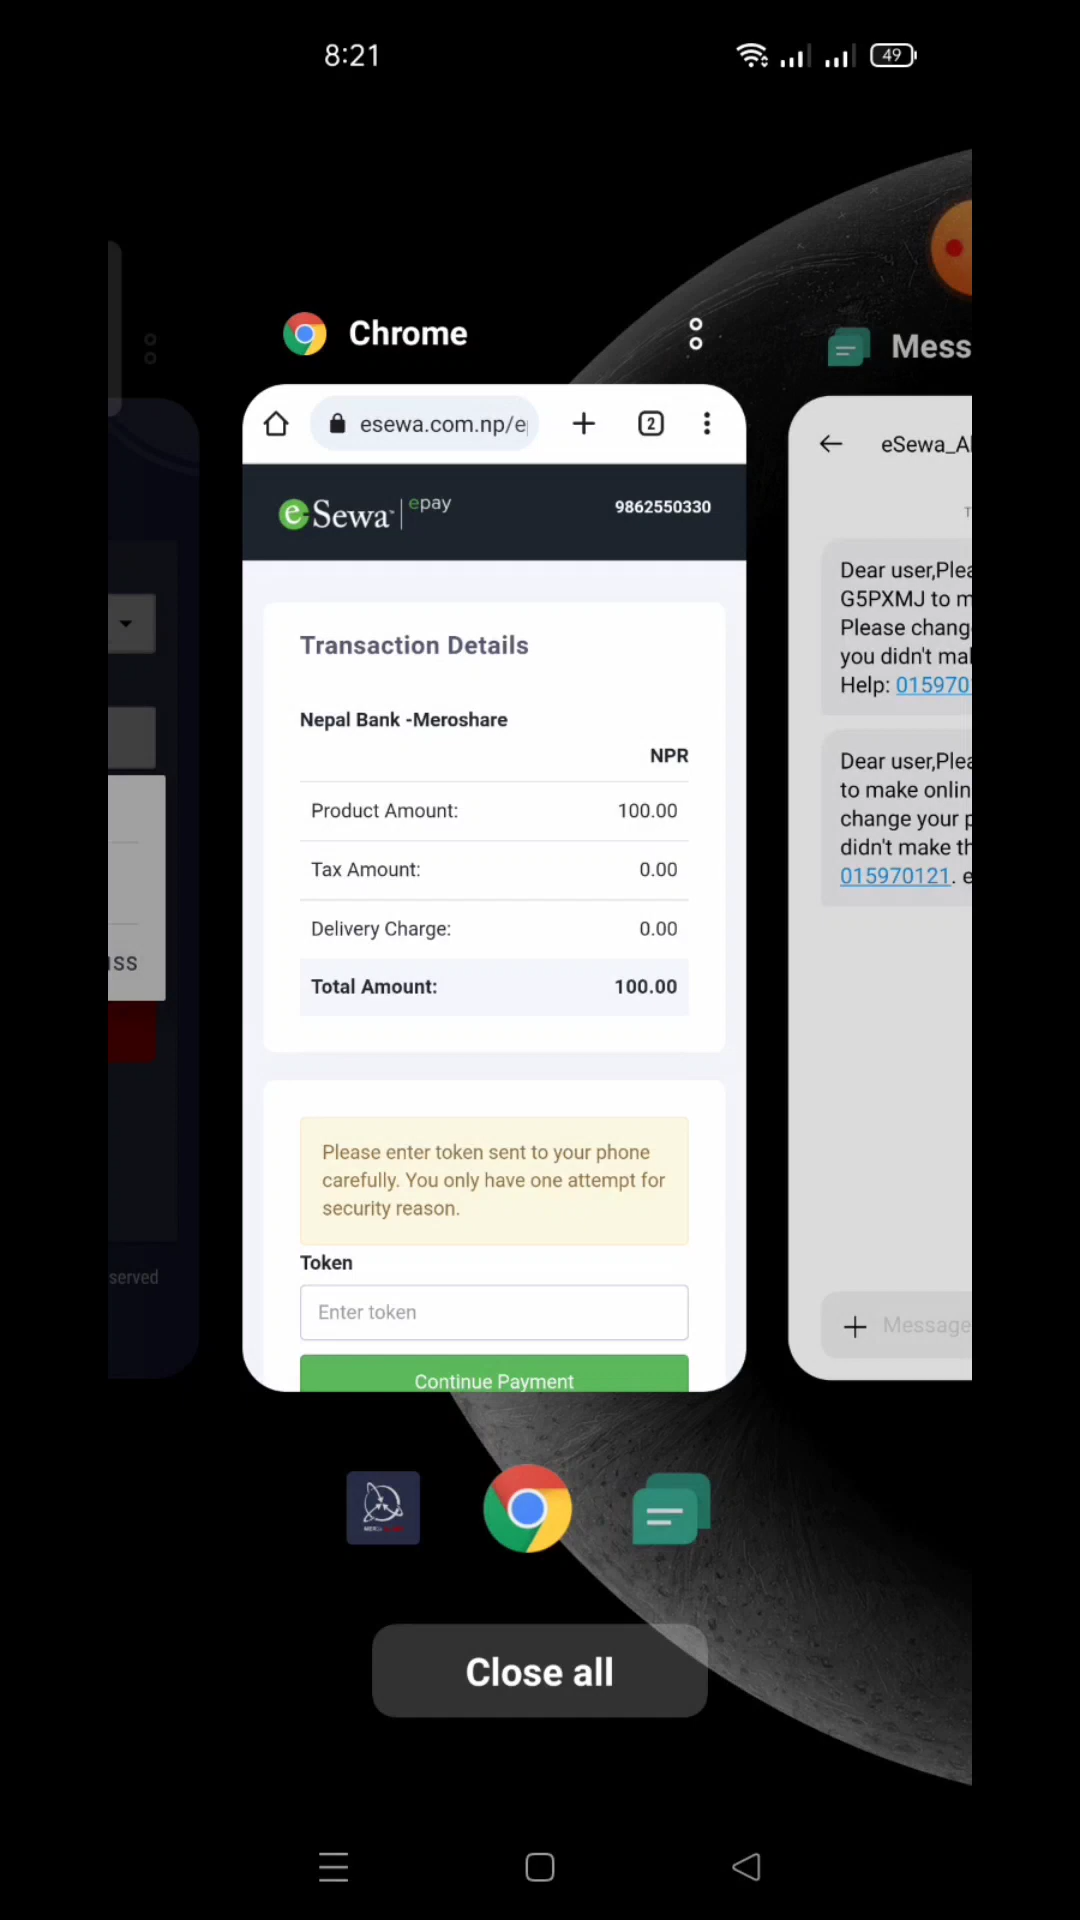 8:21
49
Chrome
Mess
esewa.com.np/e
2
eSewa_Al
eSewa epay
9862550330
Transaction Details
Nepal Bank -Meroshare
NPR
Product Amount: 100.00
Tax Amount: 0.00
Delivery Charge: 0.00
Total Amount: 100.00
Please enter token sent to your phone
carefully. You only have one attempt for
security reason.
Token
Enter token
Continue Payment
ISS
served
Dear user,Plea
G5PXMJ to m
Please chang
you didn't mal
Help: 015970
Dear user,Plea
to make onlin
change your p
didn't make th
015970121. e
Message
Close all